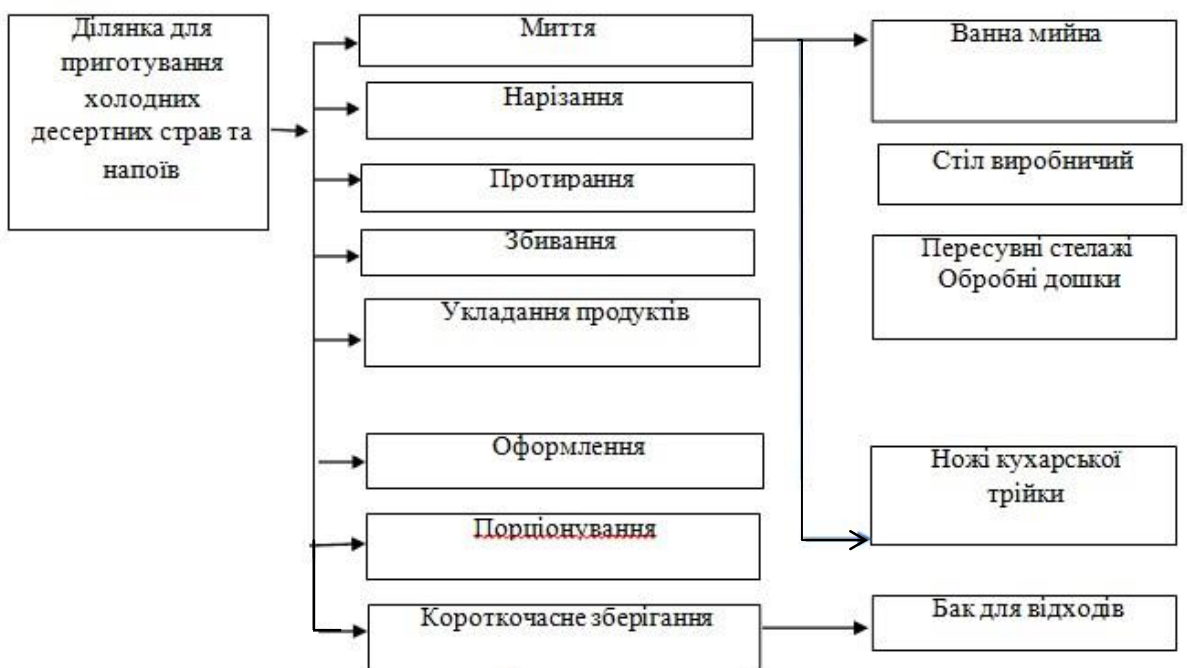 Ділянка для
приготування
холодних
десертних страв та
напоїв
Миття
Нарізання
Протирання
Збивання
Укладання продуктів
Оформлення
Порціонування
Короткочасне зберігання
Ванна мийна
Стіл виробничий
Пересувні стелажі
Обробні дошки
Ножі кухарської
трійки
Бак для відходів